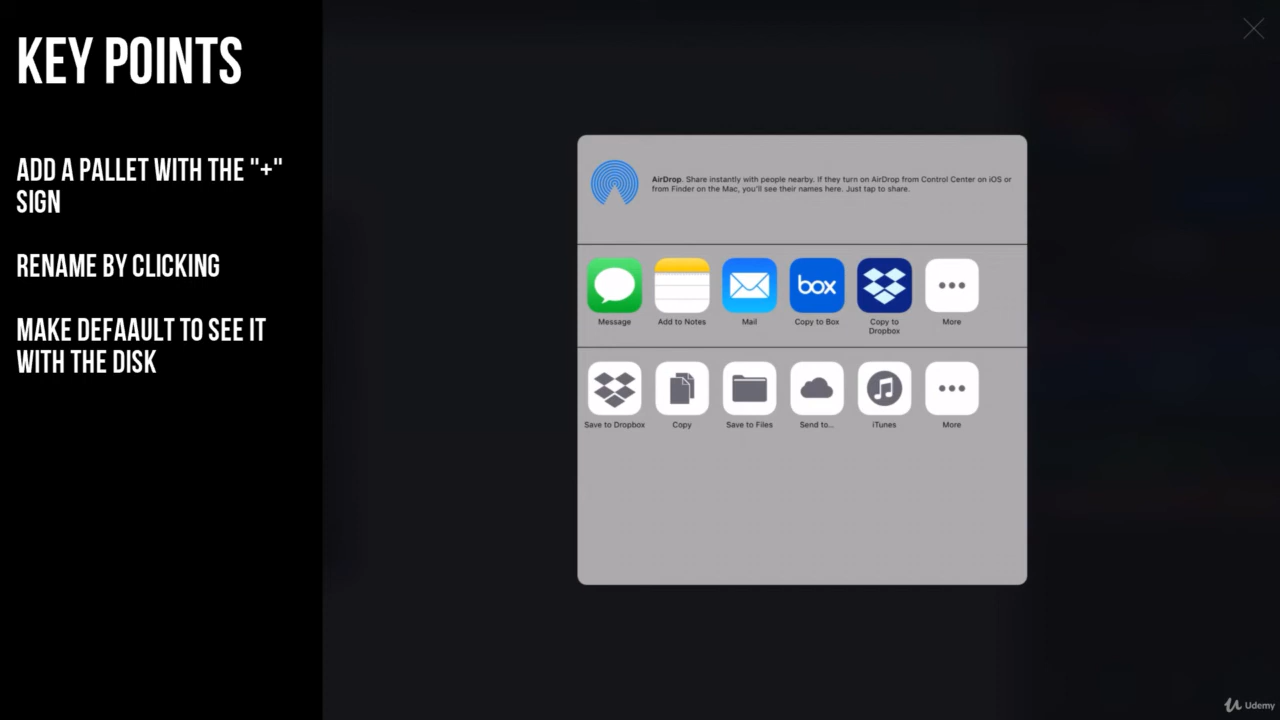 KEY POINTS
ADD A PALLET WITH THE "+"
SIGN
RENAME BY CLICKING
MAKE DEFAAULT TO SEE IT
WITH THE DISK
AirDrop. Share instantly with people nearby. If they turn on AirDrop from Control Center on iOS or
from Finder on the Mac, you'll see their names here. Just tap to share.
box
Message
Add to Notes
Mail
Copy to Box
Copy to
Dropbox
More
Save to Dropbox
Copy
Save to Files
Send to...
iTunes
More
Udemy